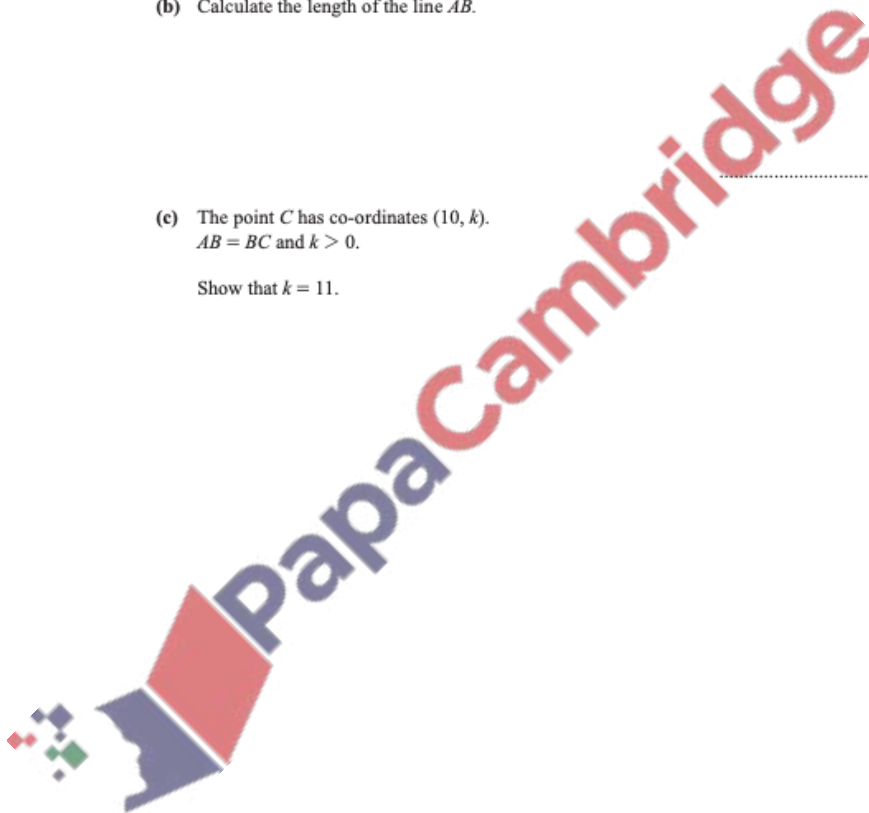 (b) Calculate the length of the line AB.
(c) The point C has co-ordinates (10, k).
AB = BC and k > 0.
Show that k = 11.
PapaCambridge